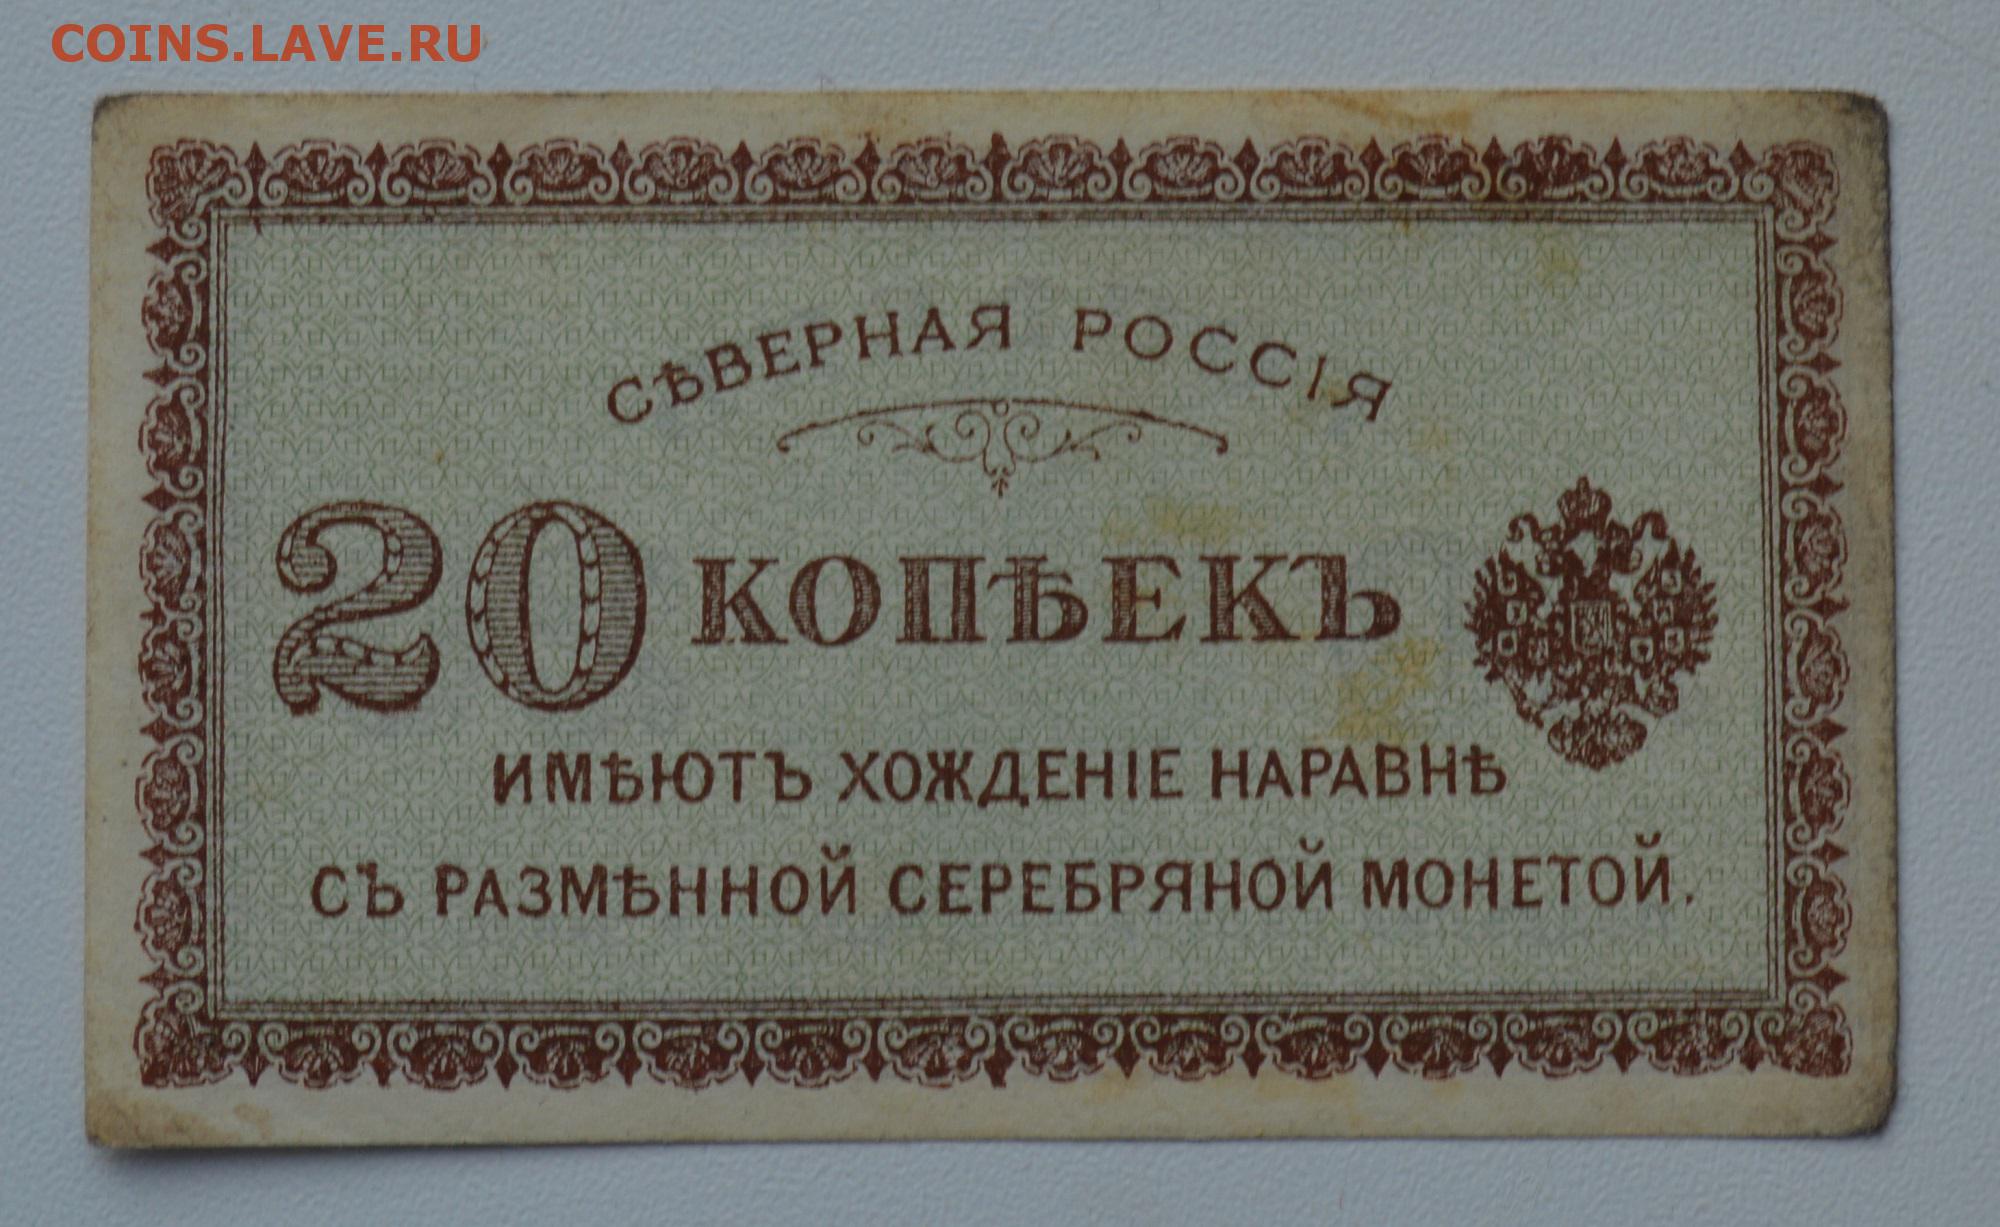 COINS.LAVE.RU
СѢВЕРНАЯ РОССІЯ
20 КОПѢЕКЪ
ИМѢЮТЪ ХОЖДЕНІЕ НАРАВНѢ
СЪ РАЗМѢННОЙ СЕРЕБРЯНОЙ МОНЕТОЙ.